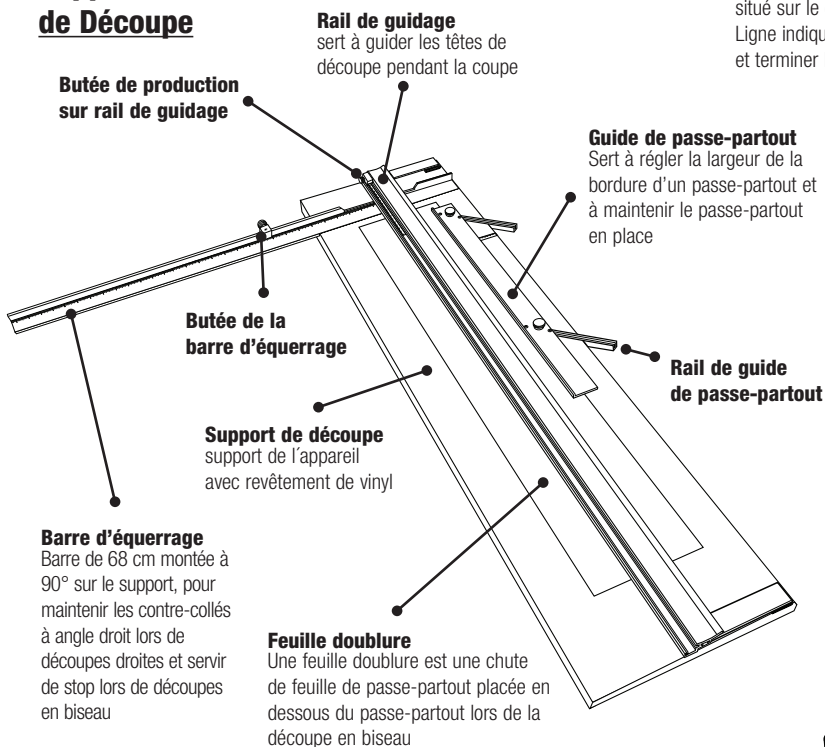 de Découpe
Rail de guidage
sert à guider les têtes de
découpe pendant la coupe
situé sur le
Ligne indiqu
et terminer
Butée de production
sur rail de guidage
Guide de passe-partout
Sert à régler la largeur de la
bordure d'un passe-partout et
à maintenir le passe-partout
en place
Butée de la
barre d'équerrage
Rail de guide
de passe-partout
Support de découpe
support de l´appareil
avec revêtement de vinyl
Barre d'équerrage
Barre de 68 cm montée à
90° sur le support, pour
maintenir les contre-collés
à angle droit lors de
découpes droites et servir
de stop lors de découpes
en biseau
Feuille doublure
Une feuille doublure est une chute
de feuille de passe-partout placée en
dessous du passe-partout lors de la
découpe en biseau